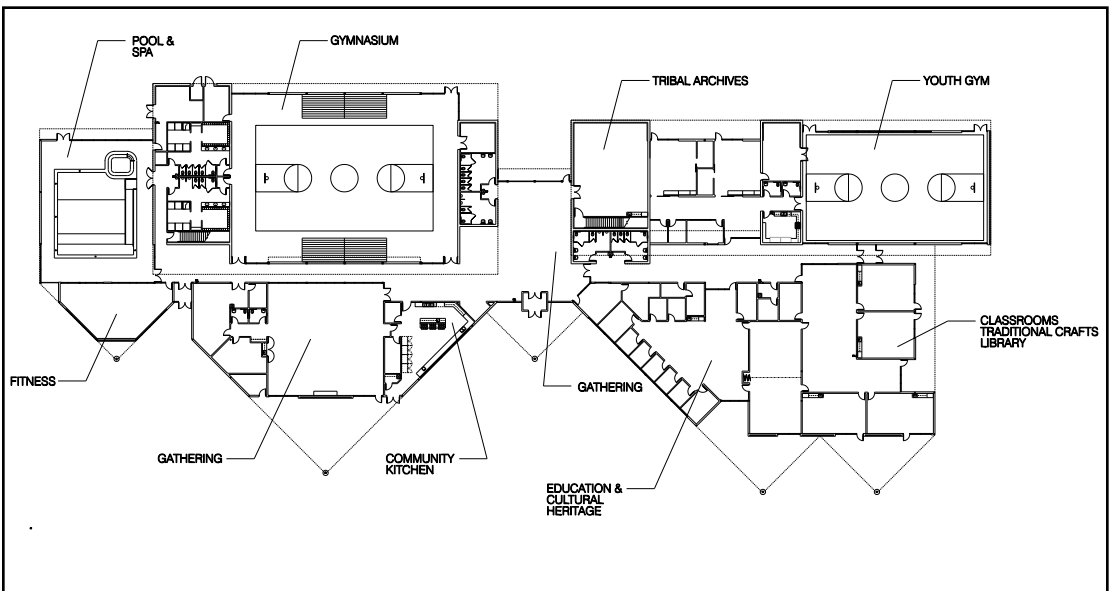 POOL &
SPA
GYMNASIUM
TRIBAL ARCHIVES
YOUTH GYM
CLASSROOMS
TRADITIONAL CRAFTS
LIBRARY
FITNESS
GATHERING
GATHERING
COMMUNITY
KITCHEN
EDUCATION &
CULTURAL
HERITAGE